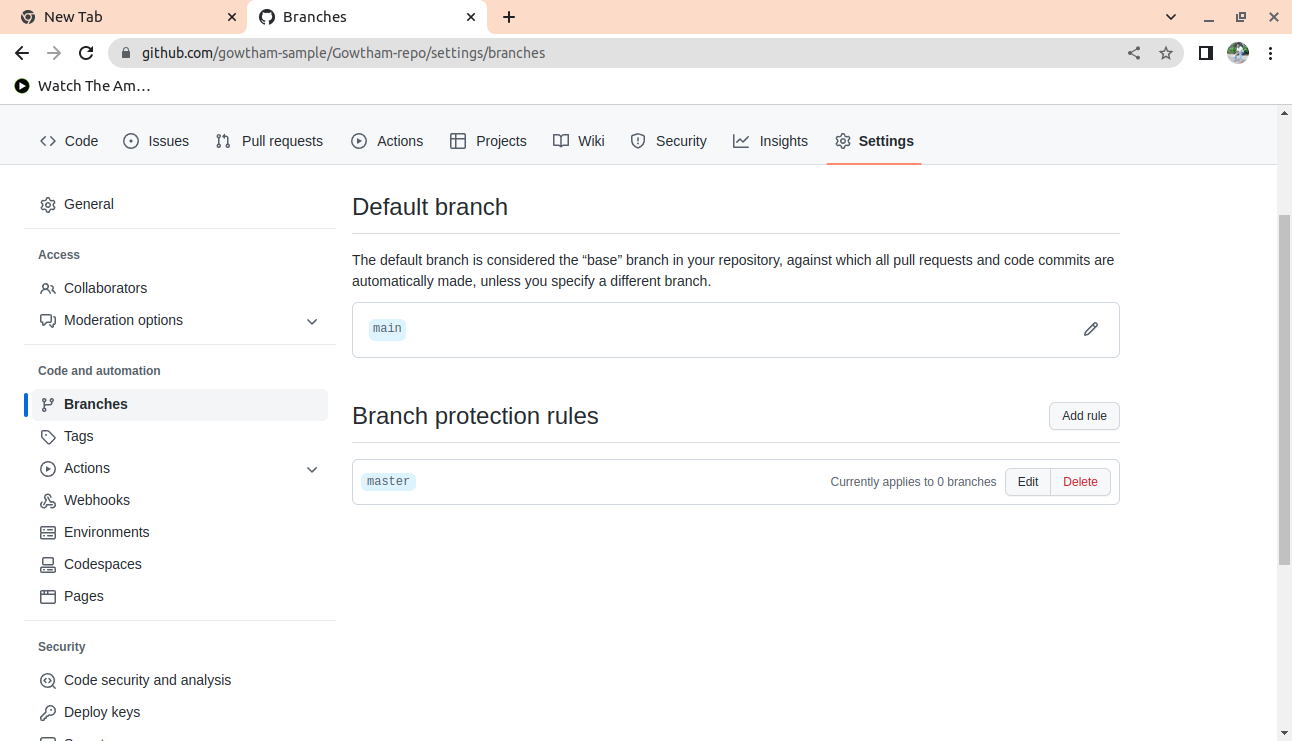 New Tab
Branches
github.com/gowtham-sample/Gowtham-repo/settings/branches
Watch The Am…
Code
Issues
Pull requests
Actions
Projects
Wiki
Security
Insights
Settings
General
Access
Collaborators
Moderation options
Code and automation
Branches
Tags
Actions
Webhooks
Environments
Codespaces
Pages
Security
Code security and analysis
Deploy keys
Default branch
The default branch is considered the “base” branch in your repository, against which all pull requests and code commits are
automatically made, unless you specify a different branch.
main
Branch protection rules
Add rule
master
Currently applies to 0 branches
Edit
Delete